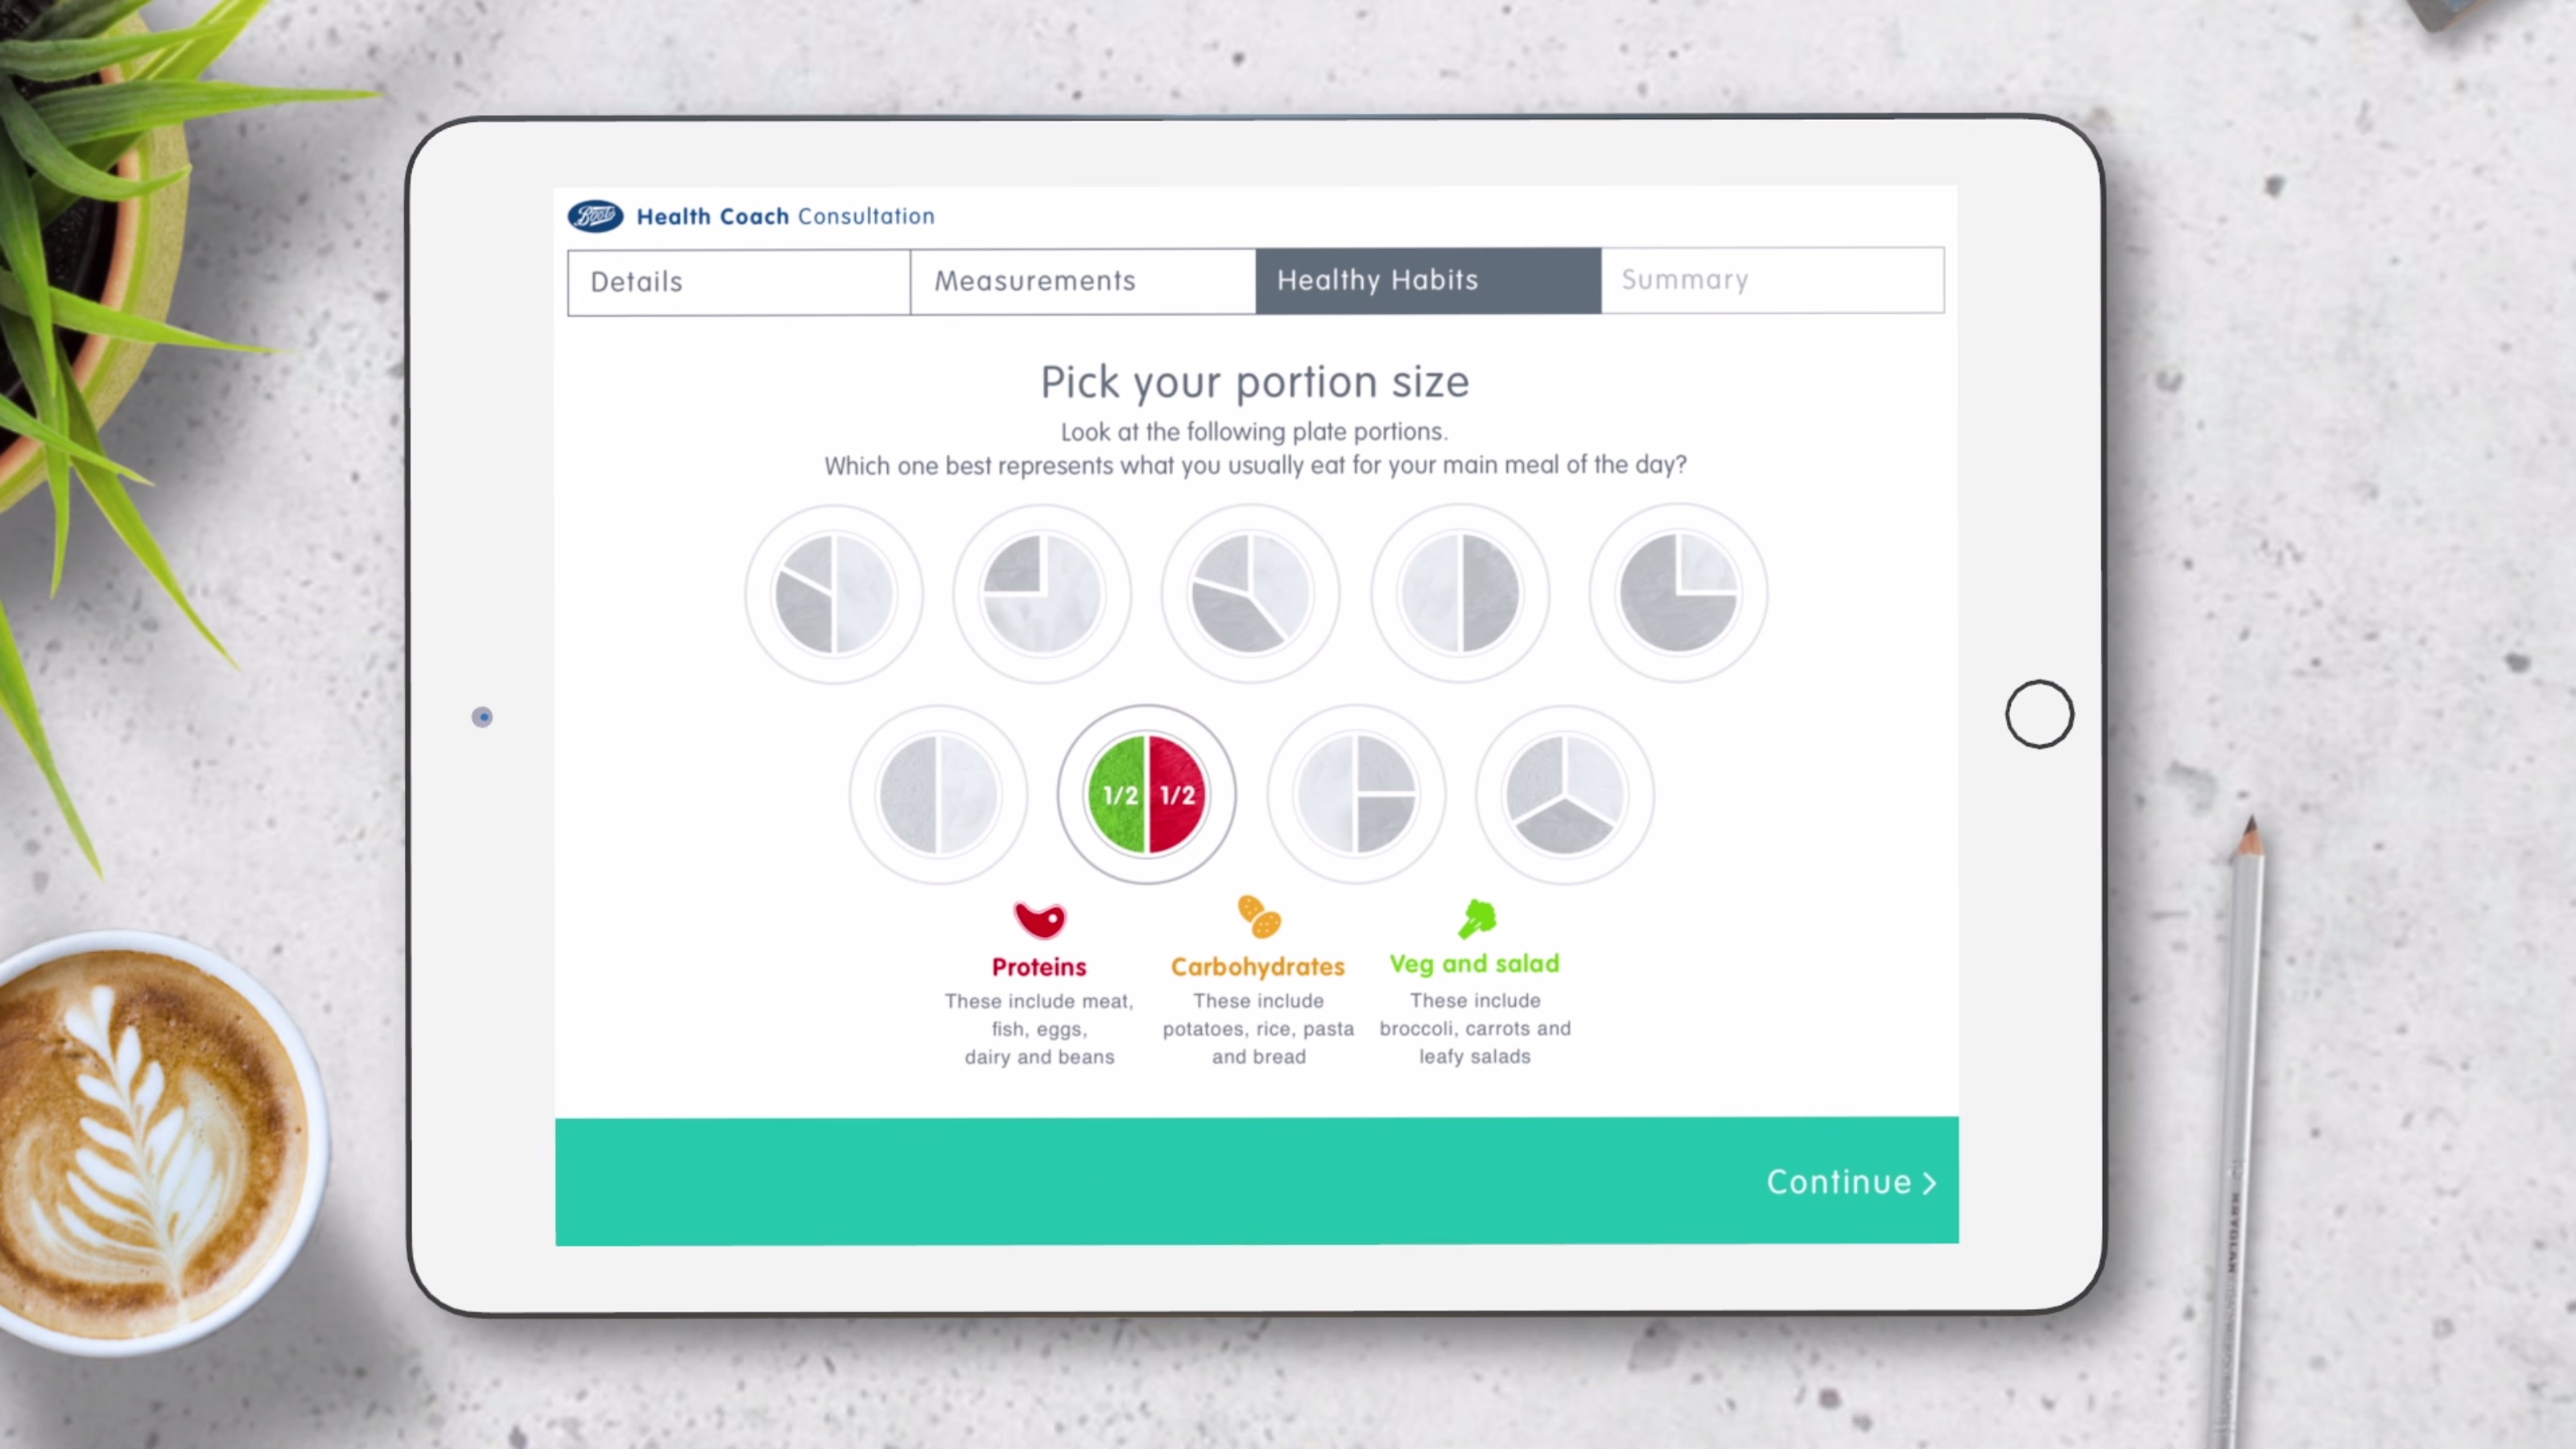 Boots Health Coach Consultation
Details
Measurements
Healthy Habits
Summary
Pick your portion size
Look at the following plate portions.
Which one best represents what you usually eat for your main meal of the day?
1/2 1/2
Proteins
These include meat,
fish, eggs,
dairy and beans
Carbohydrates
These include
potatoes, rice, pasta
and bread
Veg and salad
These include
broccoli, carrots and
leafy salads
Continue >